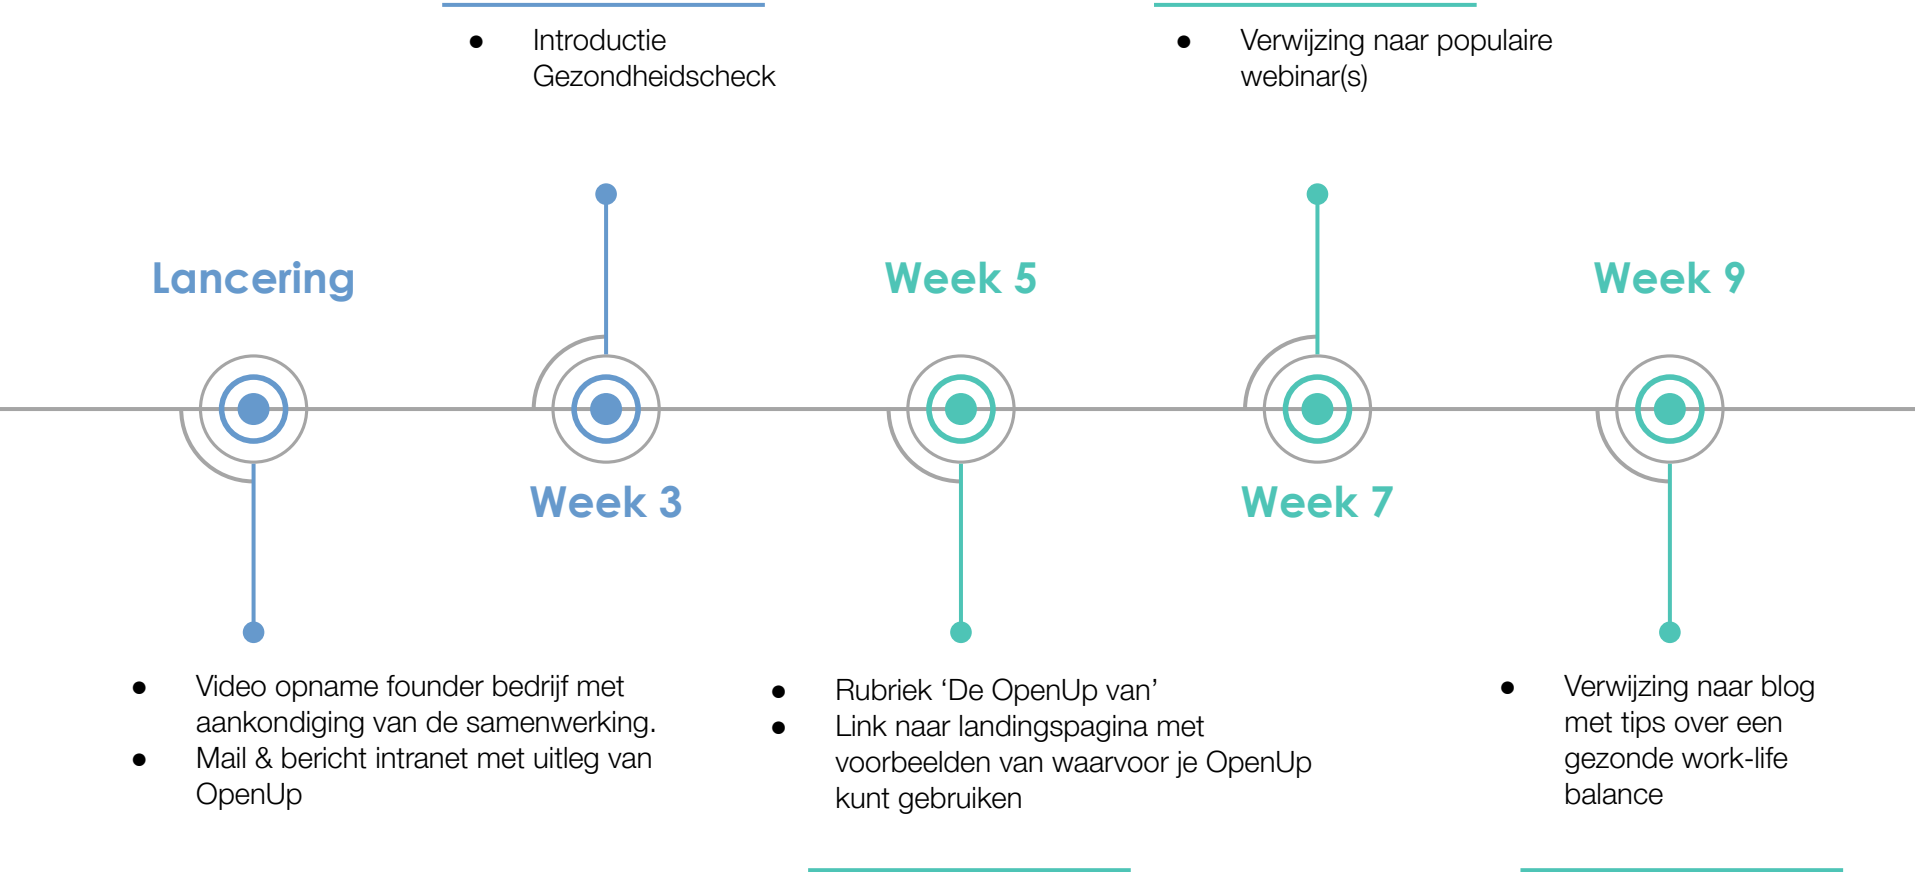 ● Introductie
Gezondheidscheck
● Verwijzing naar populaire
webinar(s)
Lancering
Week 5
Week 9
Week 3
Week 7
● Video opname founder bedrijf met
aankondiging van de samenwerking.
● Mail & bericht intranet met uitleg van
OpenUp
● Rubriek ‘De OpenUp van’
● Link naar landingspagina met
voorbeelden van waarvoor je OpenUp
kunt gebruiken
● Verwijzing naar blog
met tips over een
gezonde work-life
balance